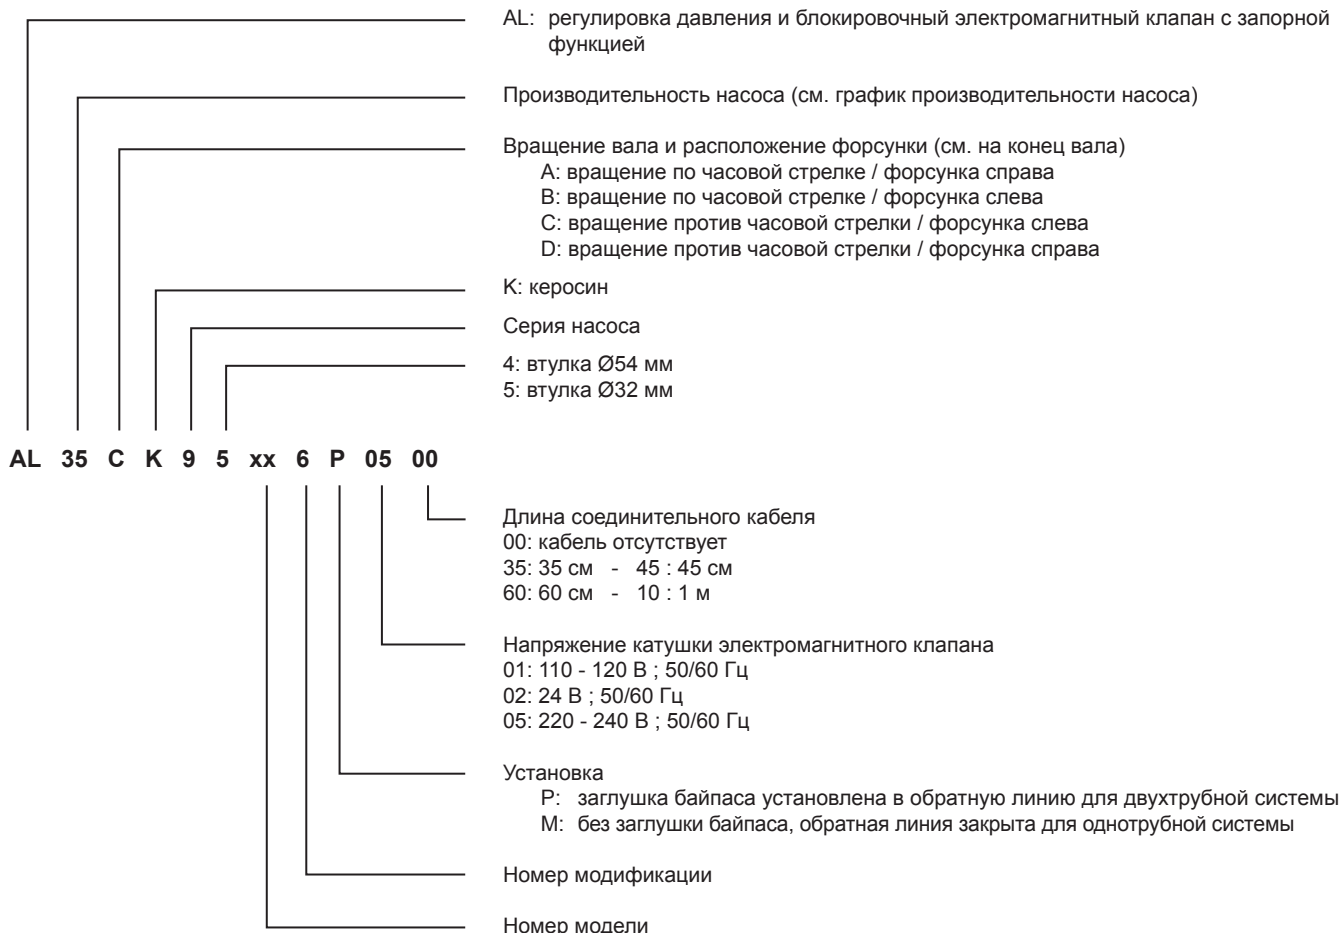 AL: регулировка давления и блокировочный электромагнитный клапан с запорной
функцией
Производительность насоса (см. график производительности насоса)
Вращение вала и расположение форсунки (см. на конец вала)
A: вращение по часовой стрелке / форсунка справа
B: вращение по часовой стрелке / форсунка слева
C: вращение против часовой стрелки / форсунка слева
D: вращение против часовой стрелки / форсунка справа
К: керосин
Серия насоса
4: втулка Ø54 мм
5: втулка Ø32 мм
AL 35 C K 9 5 xx 6 P 05 00
Длина соединительного кабеля
00: кабель отсутствует
35: 35 см - 45 : 45 см
60: 60 см - 10 : 1 м
Напряжение катушки электромагнитного клапана
01: 110 - 120 В ; 50/60 Гц
02: 24 В ; 50/60 Гц
05: 220 - 240 В ; 50/60 Гц
Установка
P: заглушка байпаса установлена в обратную линию для двухтрубной системы
M: без заглушки байпаса, обратная линия закрыта для однотрубной системы
Номер модификации
Номер модели